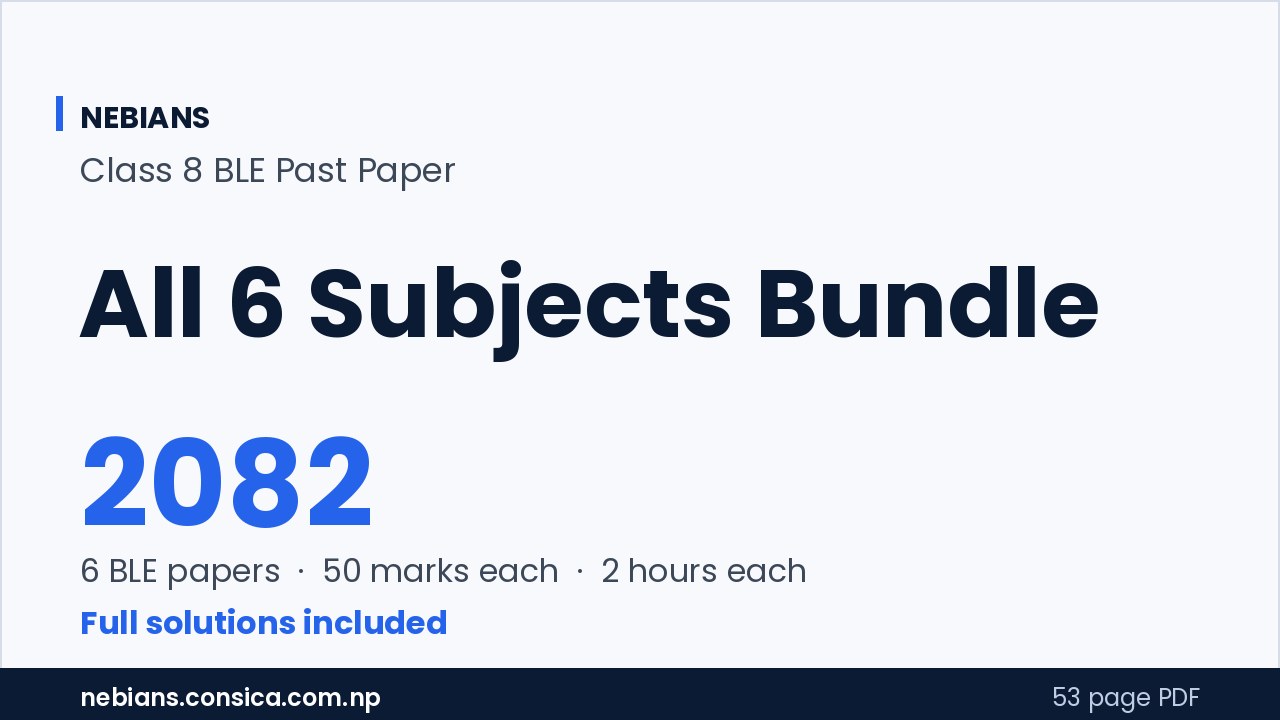 NEBIANS
Class 8 BLE Past Paper
All 6 Subjects Bundle
2082
6 BLE papers · 50 marks each · 2 hours each
Full solutions included
nebians.consica.com.np
53 page PDF